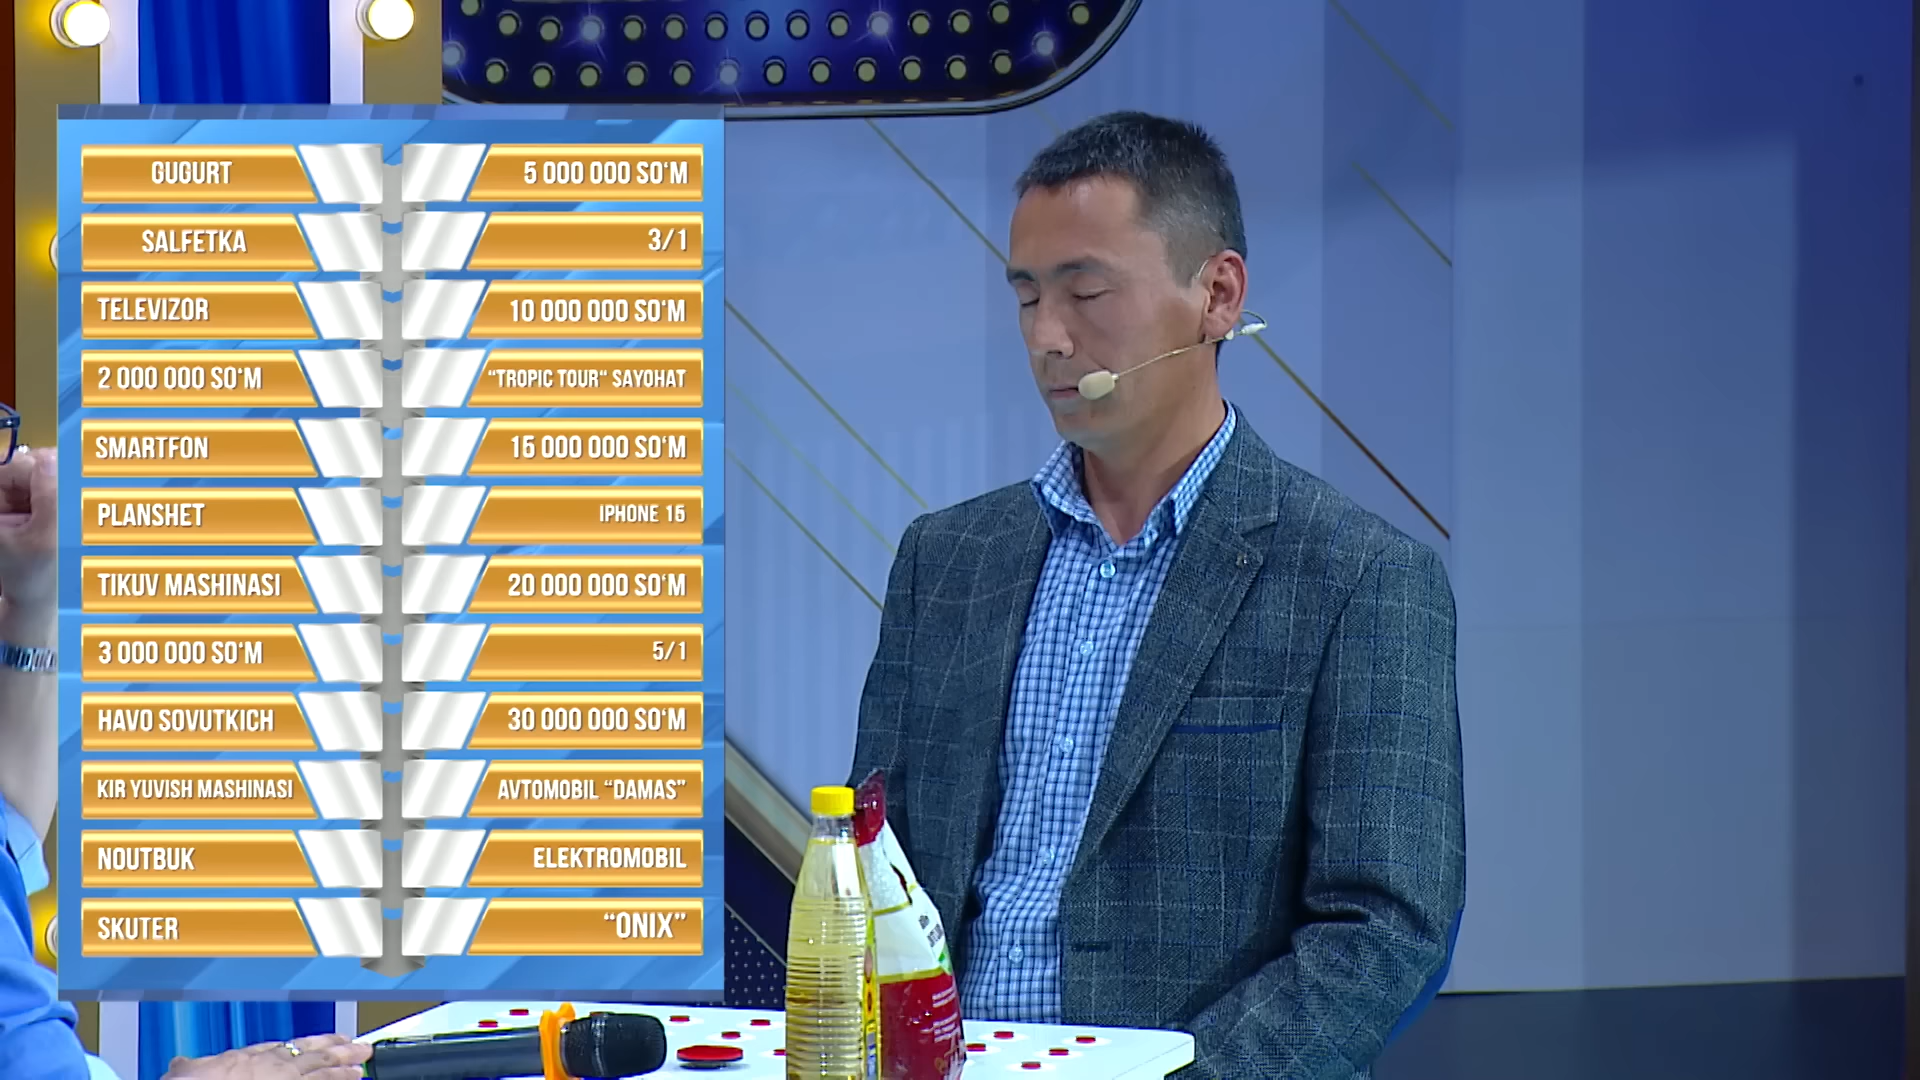 GUGURT
5 000 000 SO‘M
SALFETKA
3/1
TELEVIZOR
10 000 000 SO‘M
2 000 000 SO‘M
“TROPIC TOUR“ SAYOHAT
SMARTFON
15 000 000 SO‘M
PLANSHET
IPHONE 15
TIKUV MASHINASI
20 000 000 SO‘M
3 000 000 SO‘M
5/1
HAVO SOVUTKICH
30 000 000 SO‘M
KIR YUVISH MASHINASI
AVTOMOBIL “DAMAS”
NOUTBUK
ELEKTROMOBIL
SKUTER
“ONIX”